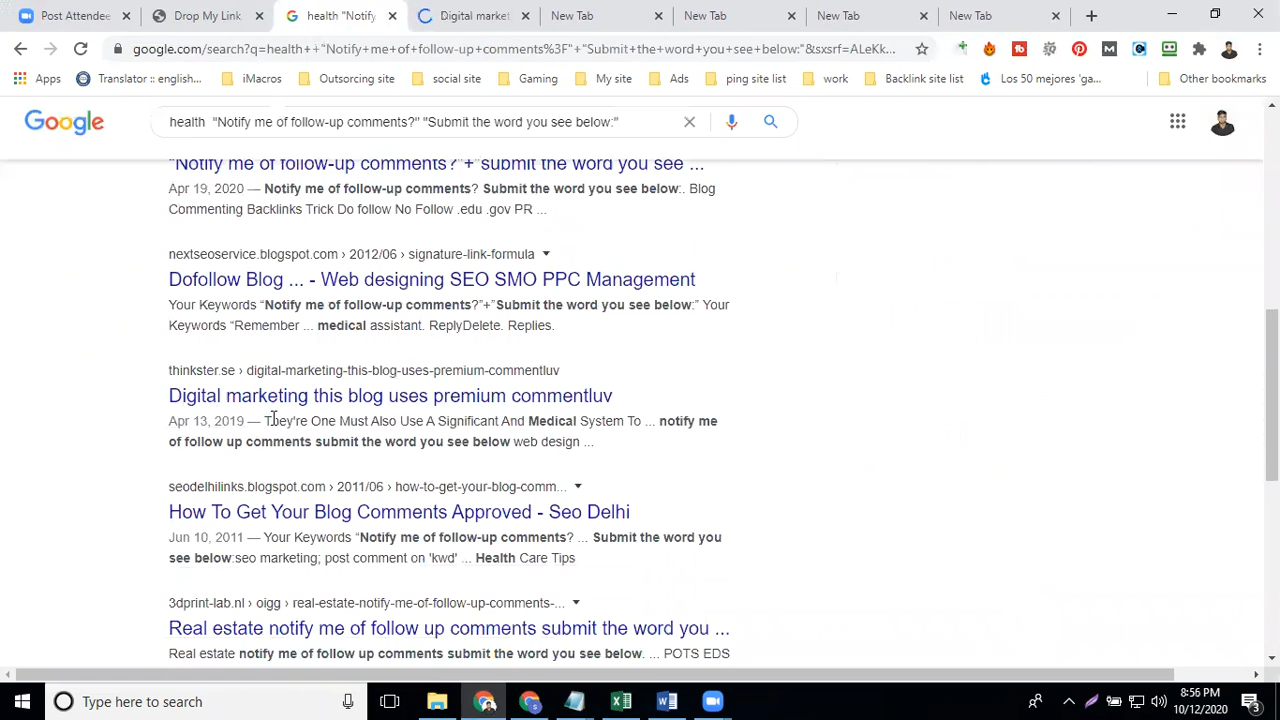 Post Attendee
Drop My Link
health "Notify
Digital market
New Tab
New Tab
New Tab
New Tab
google.com/search?q=health++"Notify+me+of+follow-up+comments%3F"+"Submit+the+word+you+see+below:"&sxsrf=ALeKk...
Apps
Translator :: english...
iMacros
Outsorcing site
social site
Gaming
My site
Ads
ping site list
work
Backlink site list
Los 50 mejores 'ga...
Other bookmarks
Google
health "Notify me of follow-up comments?" "Submit the word you see below:"
"Notify me of follow-up comments?"+"submit the word you see ...
Apr 19, 2020 — Notify me of follow-up comments? Submit the word you see below:. Blog
Commenting Backlinks Trick Do follow No Follow .edu .gov PR ...
nextseoservice.blogspot.com › 2012/06 › signature-link-formula
Dofollow Blog ... - Web designing SEO SMO PPC Management
Your Keywords “Notify me of follow-up comments?”+”Submit the word you see below:” Your
Keywords “Remember ... medical assistant. ReplyDelete. Replies.
thinkster.se › digital-marketing-this-blog-uses-premium-commentluv
Digital marketing this blog uses premium commentluv
Apr 13, 2019 — They're One Must Also Use A Significant And Medical System To ... notify me
of follow up comments submit the word you see below web design ...
seodelhilinks.blogspot.com › 2011/06 › how-to-get-your-blog-comm...
How To Get Your Blog Comments Approved - Seo Delhi
Jun 10, 2011 — Your Keywords “Notify me of follow-up comments? ... Submit the word you
see below:seo marketing; post comment on 'kwd' ... Health Care Tips
3dprint-lab.nl › oigg › real-estate-notify-me-of-follow-up-comments-...
Real estate notify me of follow up comments submit the word you ...
Real estate notify me of follow up comments submit the word you see below. ... POTS EDS
Type here to search
8:56 PM
10/12/2020
3